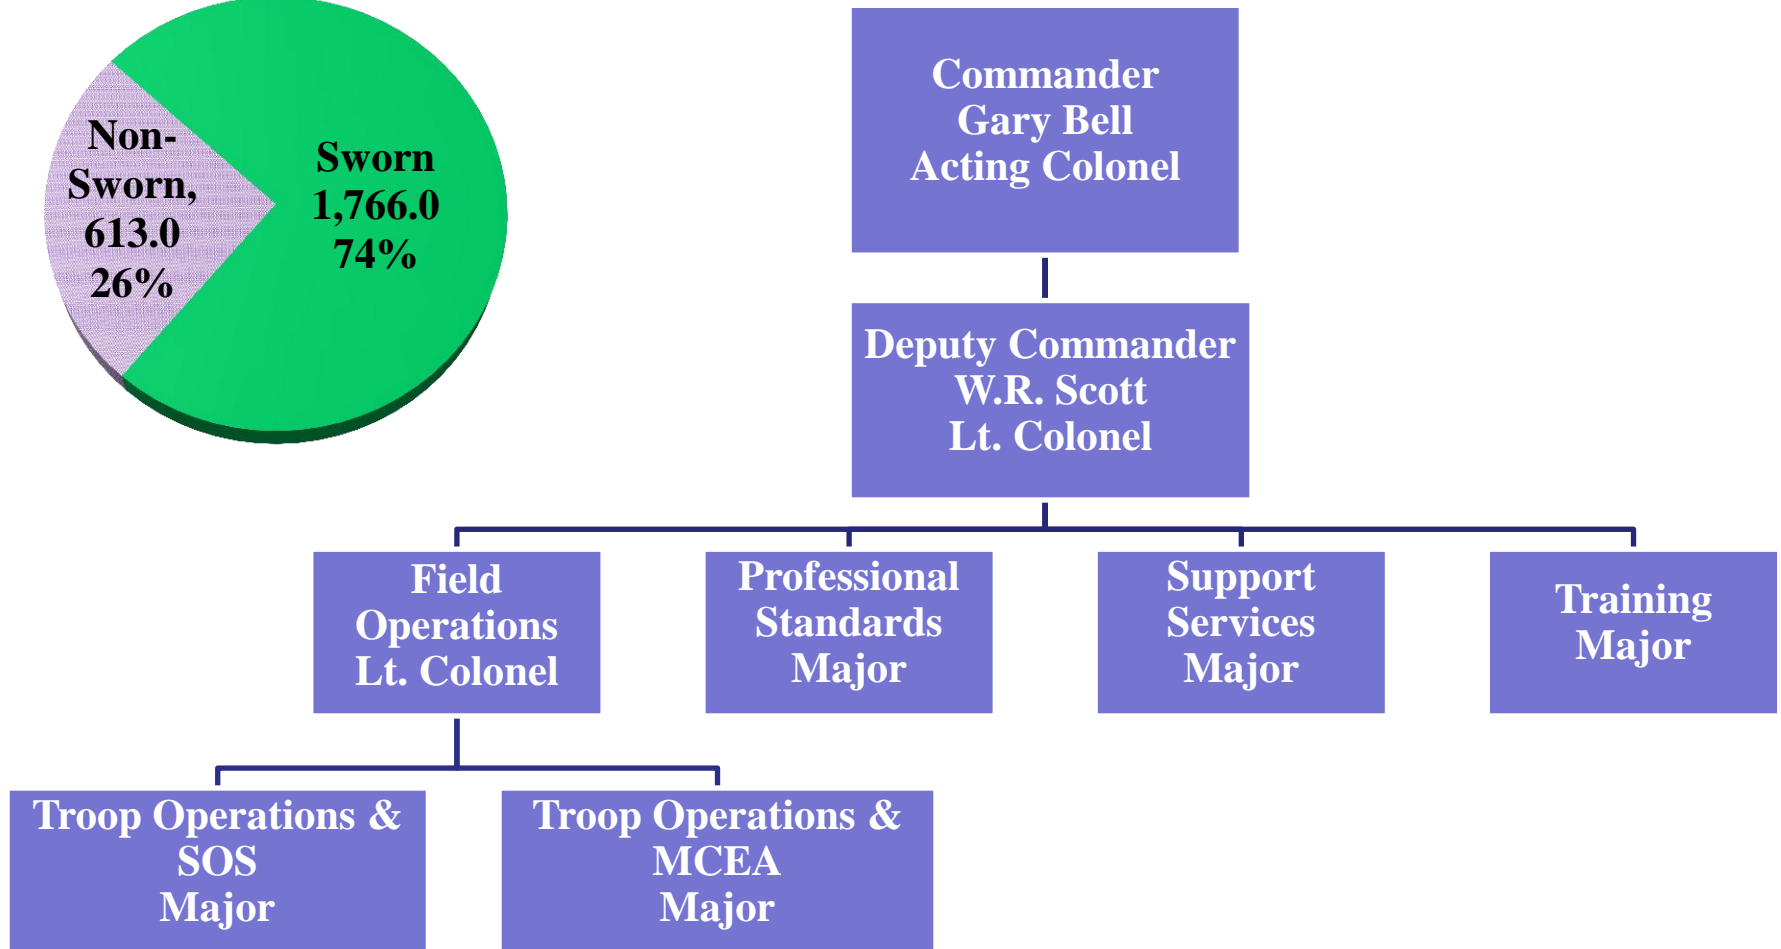 Non-
Sworn,
613.0
26%
Sworn
1,766.0
74%
Commander
Gary Bell
Acting Colonel
Deputy Commander
W.R. Scott
Lt. Colonel
Field
Operations
Lt. Colonel
Professional
Standards
Major
Support
Services
Major
Training
Major
Troop Operations &
SOS
Major
Troop Operations &
MCEA
Major